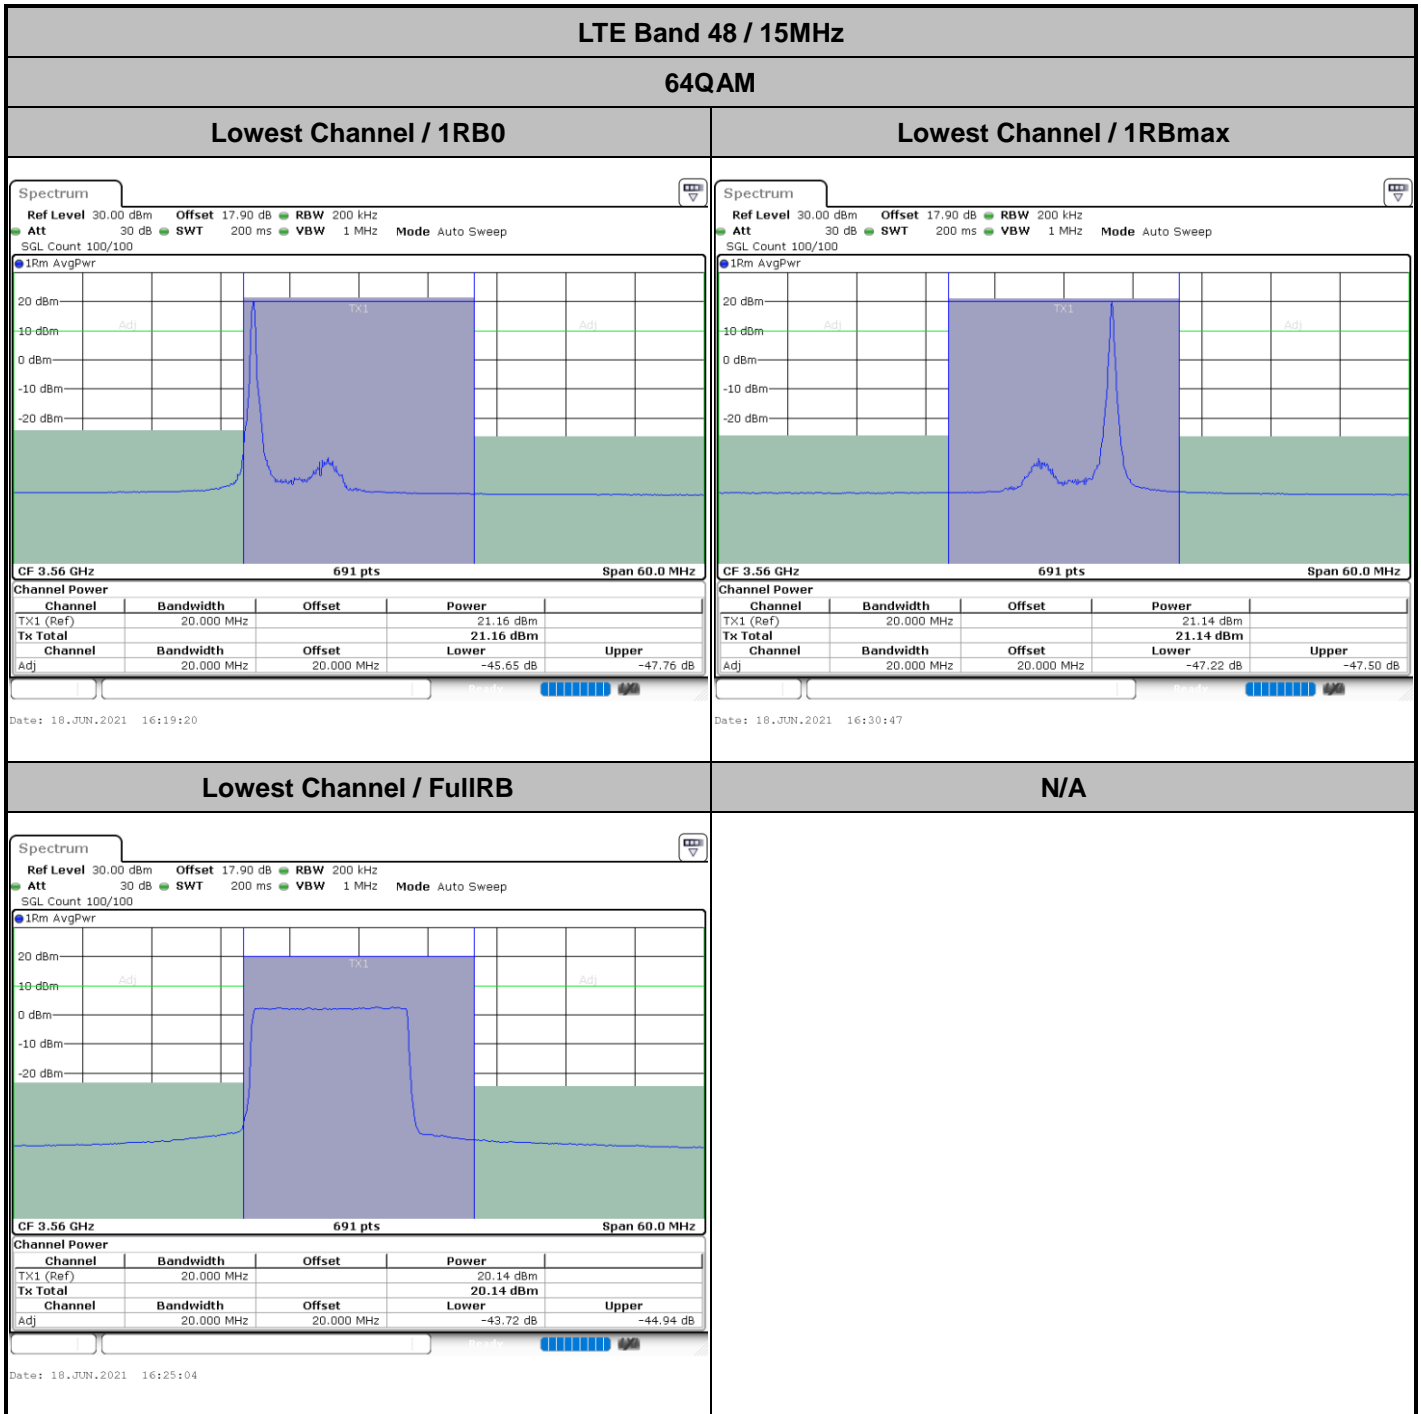 LTE Band 48 / 15MHz
64QAM
Lowest Channel / 1RB0
Lowest Channel / 1RBmax
Spectrum
Ref Level 30.00 dBm Offset 17.90 dB RBW 200 kHz
Att 30 dB SWT 200 ms VBW 1 MHz Mode Auto Sweep
SGL Count 100/100
1Rm AvgPwr
TX1
20 dBm
Adj Adj
10 dBm
0 dBm
-10 dBm
-20 dBm
CF 3.56 GHz 691 pts Span 60.0 MHz
Channel Power
Channel Bandwidth Offset Power
TX1 (Ref) 20.000 MHz 21.16 dBm
Tx Total 21.16 dBm
Channel Bandwidth Offset Lower Upper
Adj 20.000 MHz 20.000 MHz -45.65 dB -47.76 dB
Ready
Date: 18.JUN.2021 16:19:20
Spectrum
Ref Level 30.00 dBm Offset 17.90 dB RBW 200 kHz
Att 30 dB SWT 200 ms VBW 1 MHz Mode Auto Sweep
SGL Count 100/100
1Rm AvgPwr
TX1
20 dBm
Adj Adj
10 dBm
0 dBm
-10 dBm
-20 dBm
CF 3.56 GHz 691 pts Span 60.0 MHz
Channel Power
Channel Bandwidth Offset Power
TX1 (Ref) 20.000 MHz 21.14 dBm
Tx Total 21.14 dBm
Channel Bandwidth Offset Lower Upper
Adj 20.000 MHz 20.000 MHz -47.22 dB -47.50 dB
Ready
Date: 18.JUN.2021 16:30:47
Lowest Channel / FullRB
N/A
Spectrum
Ref Level 30.00 dBm Offset 17.90 dB RBW 200 kHz
Att 30 dB SWT 200 ms VBW 1 MHz Mode Auto Sweep
SGL Count 100/100
1Rm AvgPwr
20 dBm
TX1
Adj Adj
10 dBm
0 dBm
-10 dBm
-20 dBm
CF 3.56 GHz 691 pts Span 60.0 MHz
Channel Power
Channel Bandwidth Offset Power
TX1 (Ref) 20.000 MHz 20.14 dBm
Tx Total 20.14 dBm
Channel Bandwidth Offset Lower Upper
Adj 20.000 MHz 20.000 MHz -43.72 dB -44.94 dB
Ready
Date: 18.JUN.2021 16:25:04